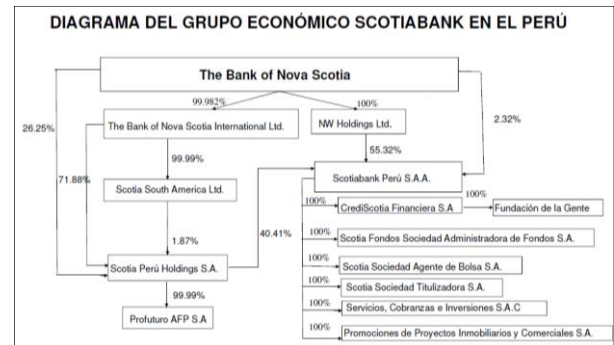 DIAGRAMA DEL GRUPO ECONÓMICO SCOTIABANK EN EL PERÚ
The Bank of Nova Scotia
99.982%
100%
26.25%
2.32%
The Bank of Nova Scotia International Ltd.
NW Holdings Ltd.
55.32%
99.99%
71.88%
Scotiabank Perú S.A.A.
Scotia South America Ltd.
100%
CrediScotia Financiera S.A
100%
Fundación de la Gente
40.41%
1.87%
100%
Scotia Fondos Sociedad Administradora de Fondos S.A.
Scotia Perú Holdings S.A.
100%
Scotia Sociedad Agente de Bolsa S.A.
100%
Scotia Sociedad Titulizadora S.A.
99.99%
100%
Servicios, Cobranzas e Inversiones S.A.C
Profuturo AFP S.A
100%
Promociones de Proyectos Inmobiliarios y Comerciales S.A.